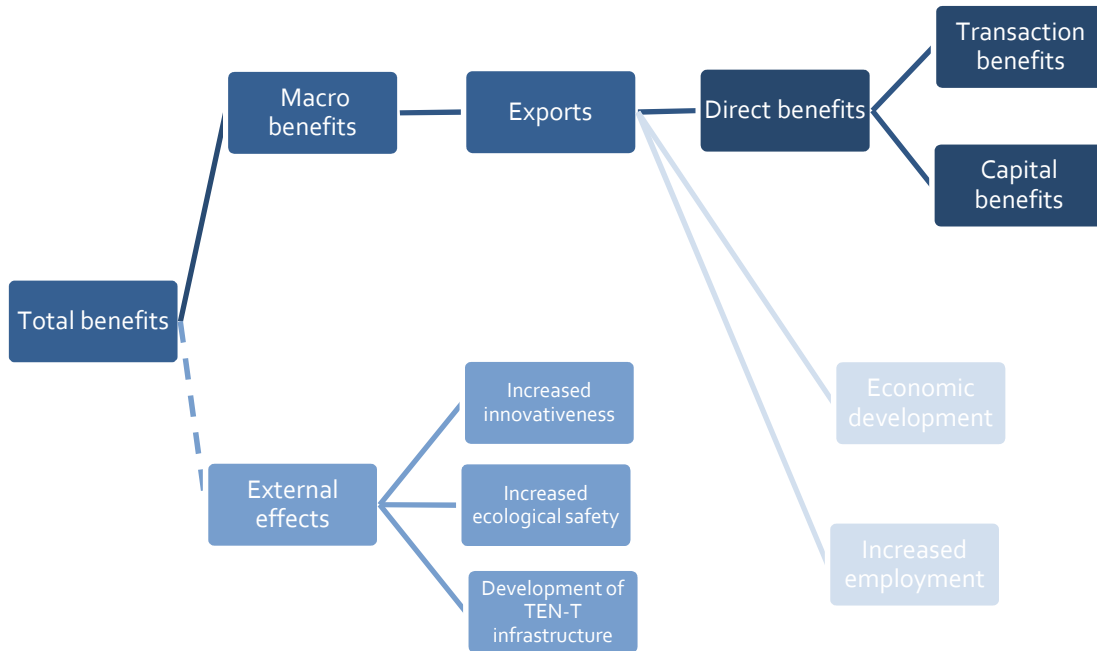 Transaction
benefits
Macro
benefits
Exports
Direct benefits
Capital
benefits
Total benefits
Increased
innovativeness
Economic
development
External
effects
Increased
ecological safety
Increased
employment
Development of
TEN-T
infrastructure